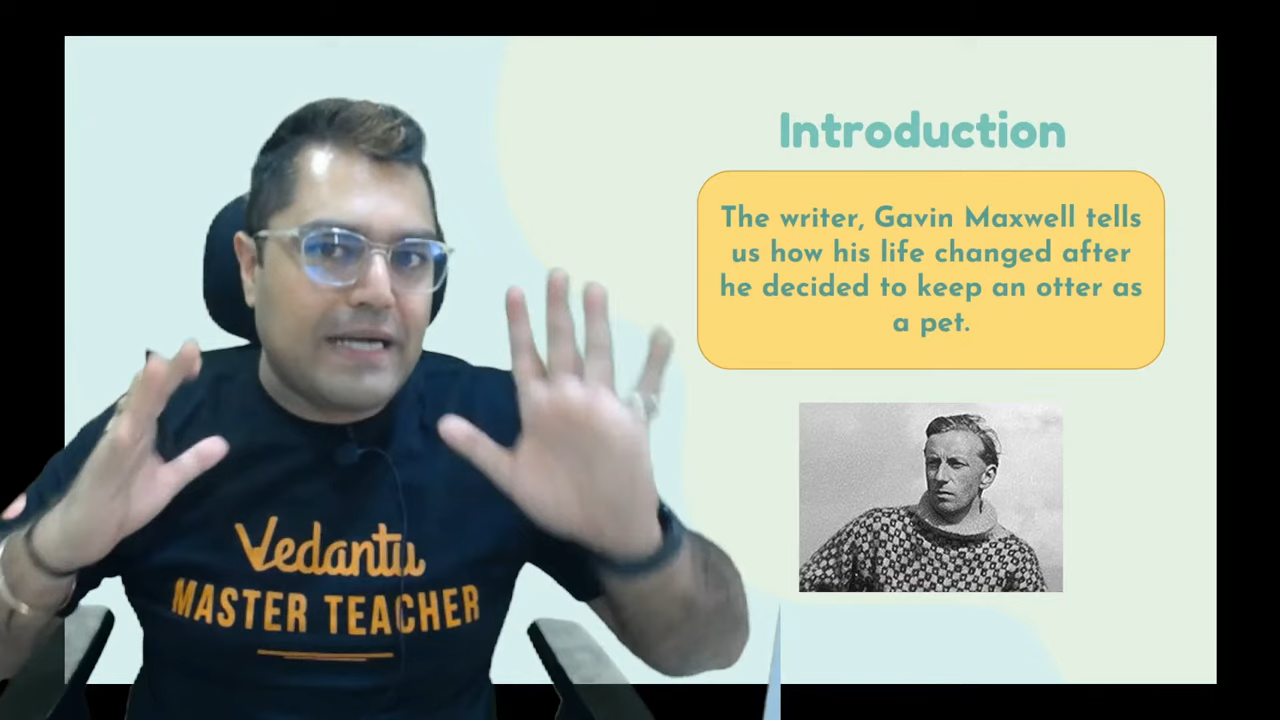 Introduction
The writer, Gavin Maxwell tells
us how his life changed after
he decided to keep an otter as
a pet.
Vedantu
MASTER TEACHER